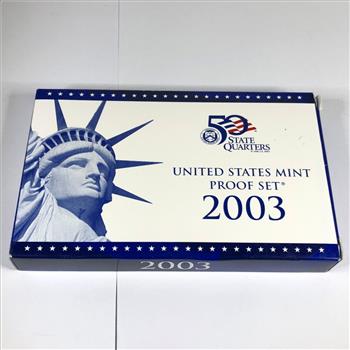 50
STATE
QUARTERS
UNITED STATES MINT
PROOF SET®
2003
2003